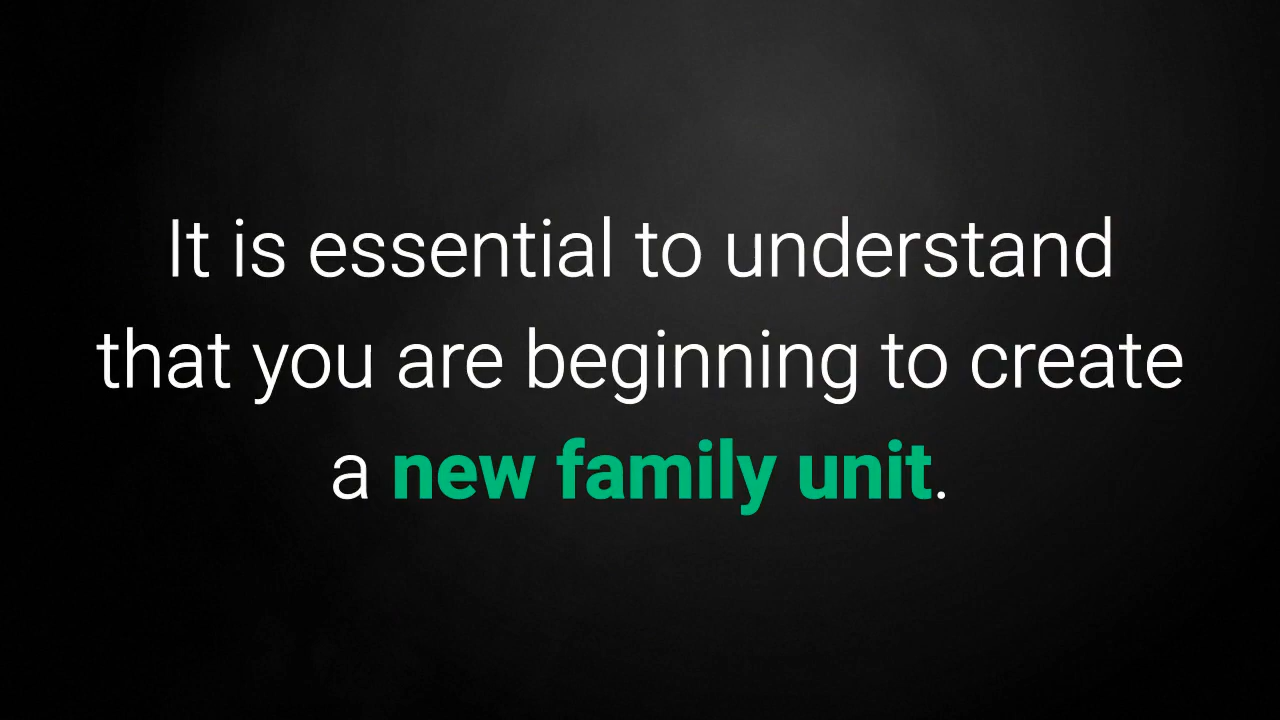 It is essential to understand
that you are beginning to create
a new family unit.